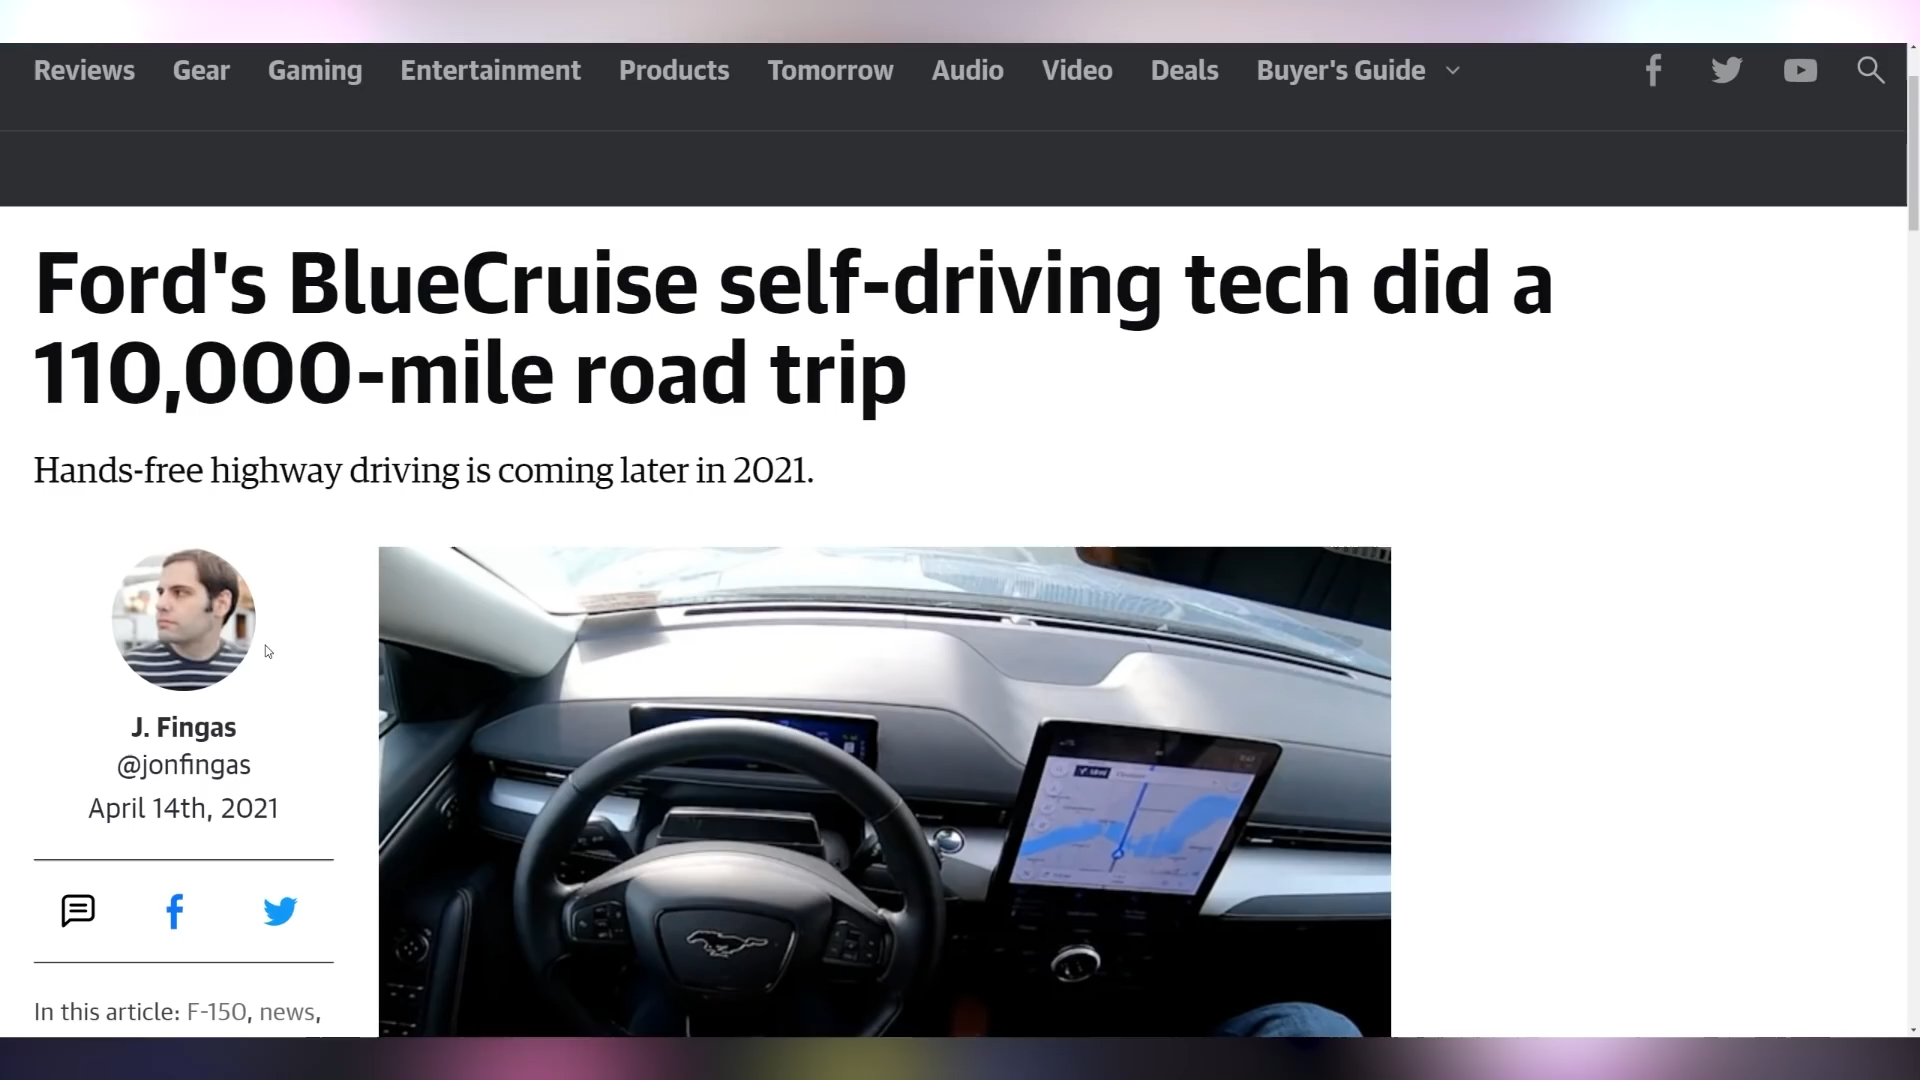 Reviews Gear Gaming Entertainment Products Tomorrow Audio Video Deals Buyer's Guide
Ford's BlueCruise self-driving tech did a
110,000-mile road trip
Hands-free highway driving is coming later in 2021.
J. Fingas
@jonfingas
April 14th, 2021
In this article: F-150, news,